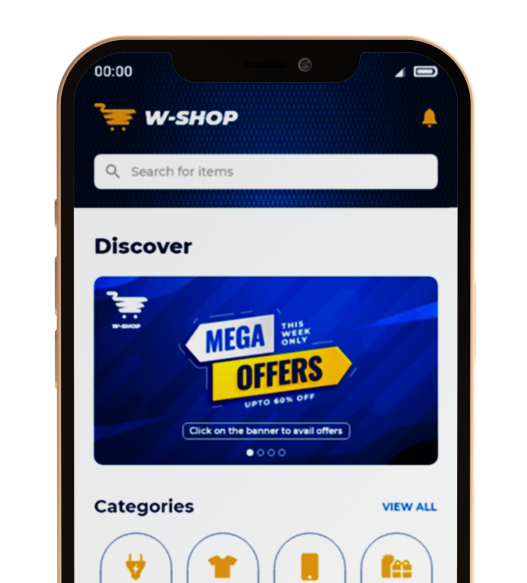 00:00
W-SHOP
Search for items
Discover
W-SHOP
MEGA
THIS
WEEK
ONLY
OFFERS
UPTO 60% OFF
Click on the banner to avail offers
Categories
VIEW ALL